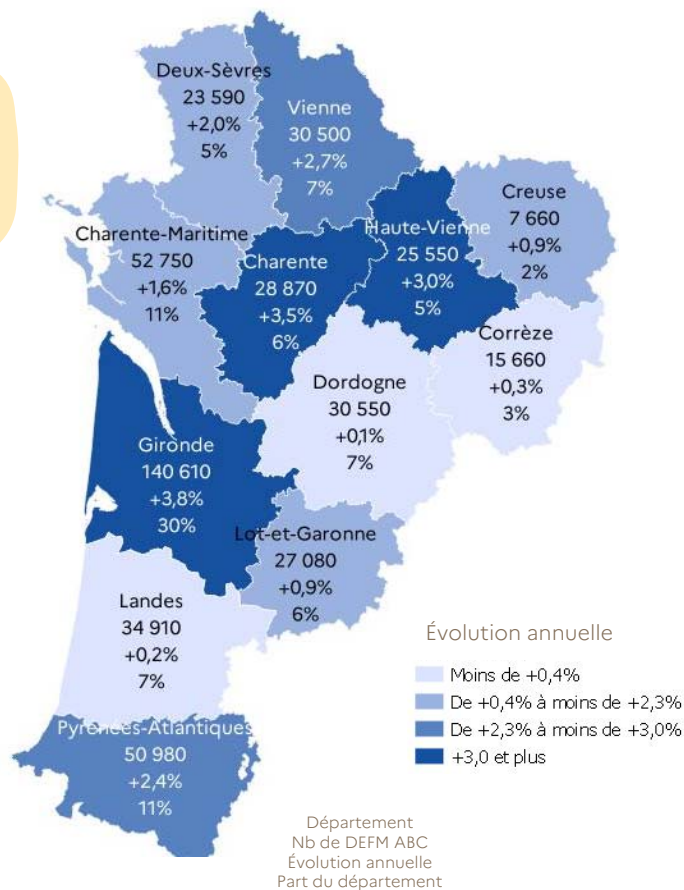 Deux-Sèvres
23 590
+2,0%
5%
Vienne
30 500
+2,7%
7%
Creuse
7 660
+0,9%
2%
Haute-Vienne
25 550
+3,0%
5%
Charente-Maritime
52 750
+1,6%
11%
Charente
28 870
+3,5%
6%
Corrèze
15 660
+0,3%
3%
Dordogne
30 550
+0,1%
7%
Gironde
140 610
+3,8%
30%
Lot-et-Garonne
27 080
+0,9%
6%
Landes
34 910
+0,2%
7%
Pyrénées-Atlantiques
50 980
+2,4%
11%
Évolution annuelle
Moins de +0,4%
De +0,4% à moins de +2,3%
De +2,3% à moins de +3,0%
+3,0 et plus
Département
Nb de DEFM ABC
Évolution annuelle
Part du département